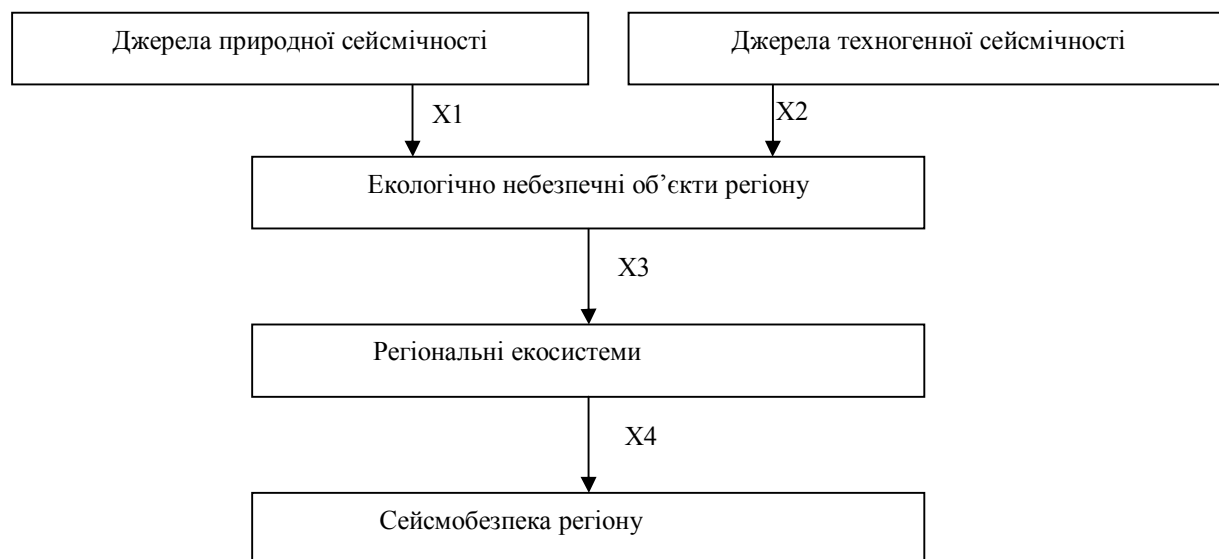 Джерела природної сейсмічності
Джерела техногенної сейсмічності
X1
X2
Екологічно небезпечні об’єкти регіону
X3
Регіональні екосистеми
X4
Сейсмобезпека регіону